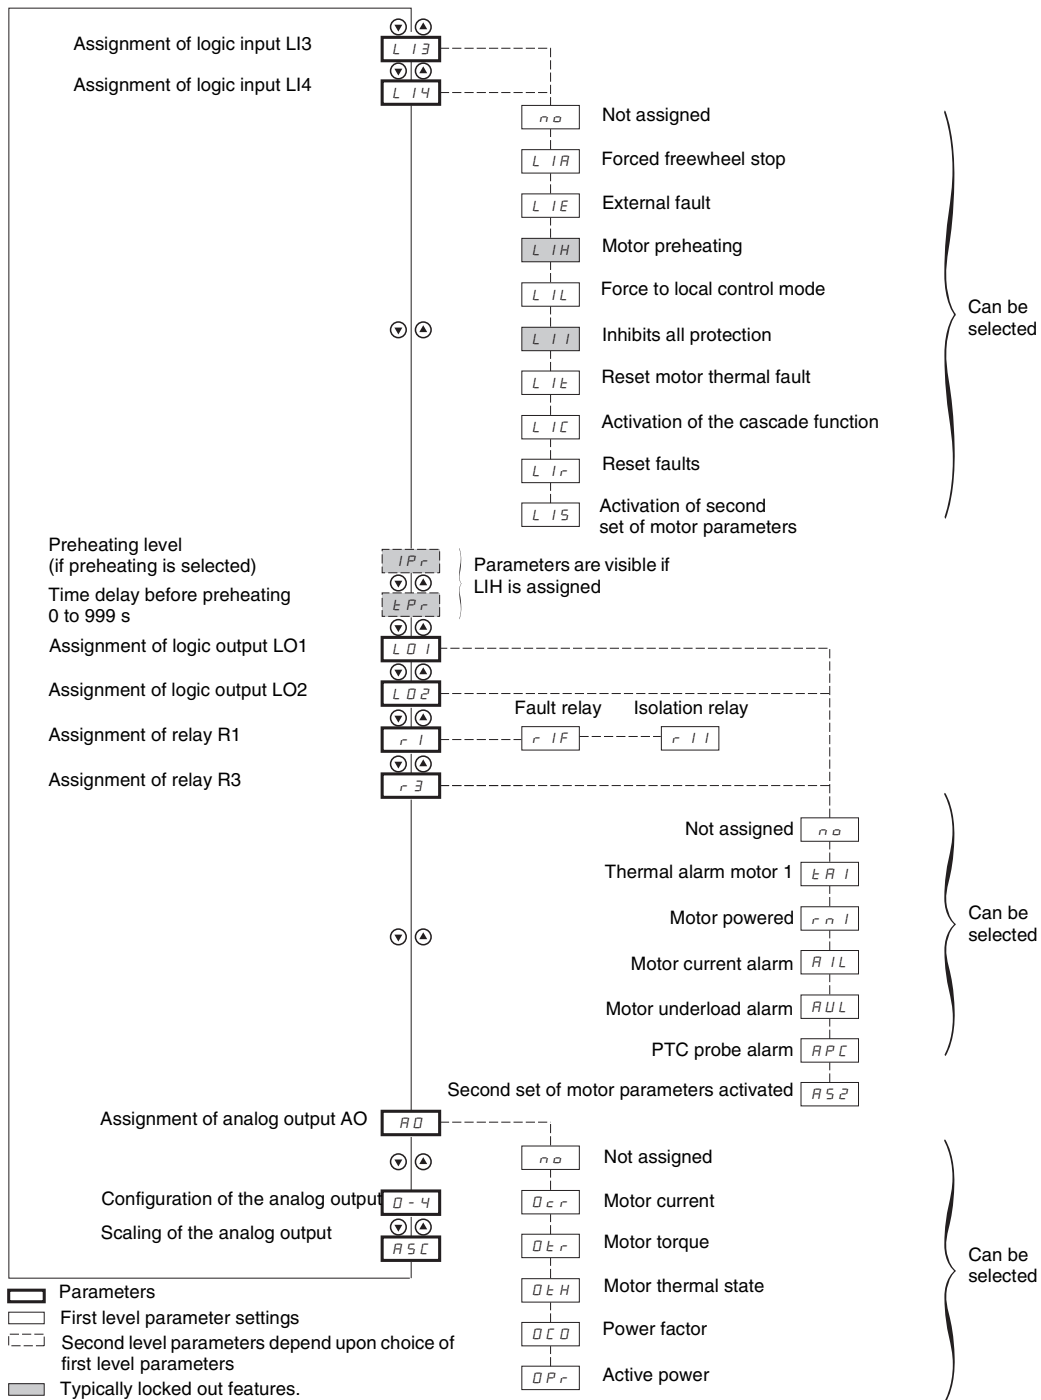 Assignment of logic input LI3
L I3
Assignment of logic input LI4
L I4
no
Not assigned
L IA
Forced freewheel stop
L IE
External fault
L IH
Motor preheating
L IL
Force to local control mode
L II
Inhibits all protection
L It
Reset motor thermal fault
L IC
Activation of the cascade function
L Ir
Reset faults
L IS
Activation of second
set of motor parameters
Can be
selected
Preheating level
(if preheating is selected)
IPr
Parameters are visible if
LIH is assigned
Time delay before preheating
0 to 999 s
tPr
Assignment of logic output LO1
LO1
Assignment of logic output LO2
LO2
Fault relay
Isolation relay
Assignment of relay R1
r1
r1F
r1I
Assignment of relay R3
r3
Not assigned
no
Thermal alarm motor 1
tA1
Motor powered
rn1
Motor current alarm
AIL
Motor underload alarm
AUL
PTC probe alarm
APC
Second set of motor parameters activated
AS2
Can be
selected
Assignment of analog output AO
AO
no
Not assigned
Configuration of the analog output
O-4
Ocr
Motor current
Scaling of the analog output
ASC
Otr
Motor torque
OtH
Motor thermal state
OCO
Power factor
OPr
Active power
Can be
selected
Parameters
First level parameter settings
Second level parameters depend upon choice of
first level parameters
Typically locked out features.